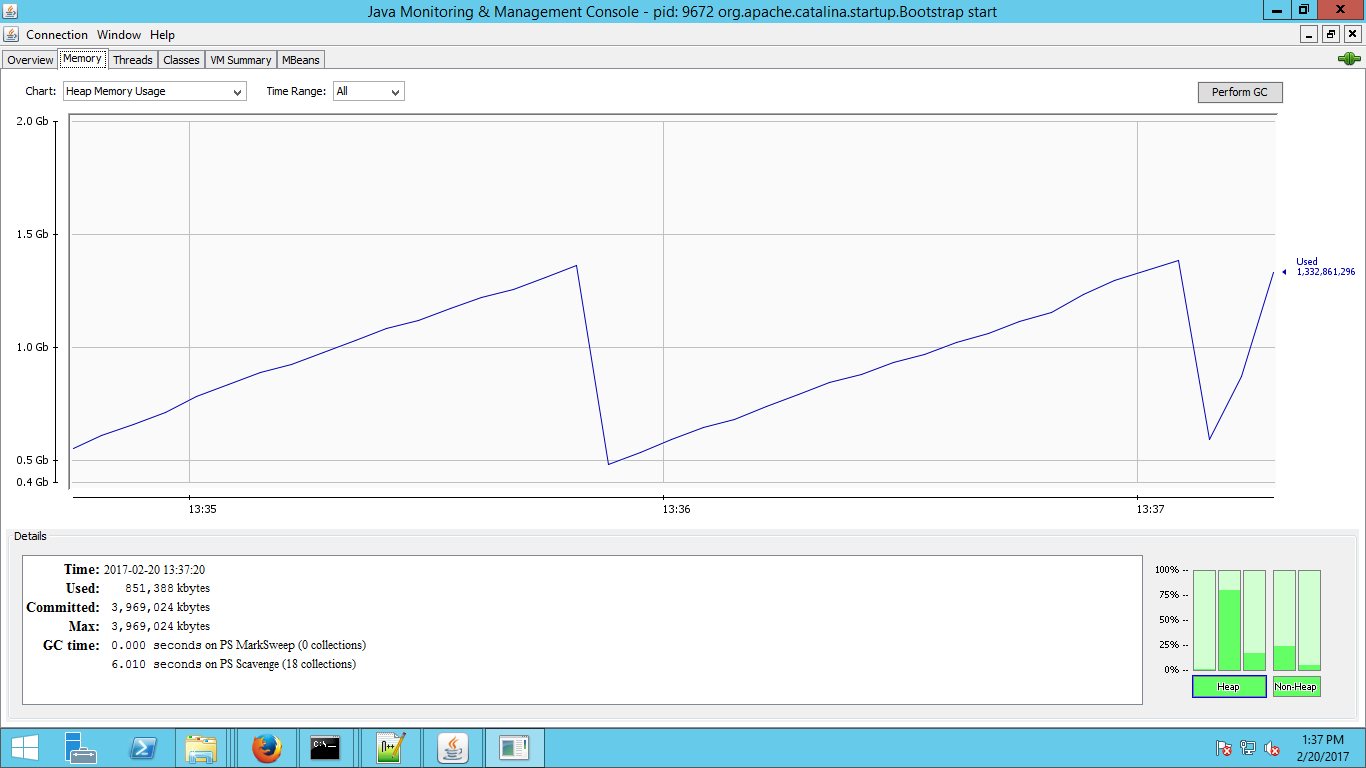 Java Monitoring & Management Console - pid: 9672 org.apache.catalina.startup.Bootstrap start
Connection Window Help
Overview Memory Threads Classes VM Summary MBeans
Chart: Heap Memory Usage Time Range: All Perform GC
2.0 Gb
1.5 Gb
Used
1,332,861,296
1.0 Gb
0.5 Gb
0.4 Gb
13:35 13:36 13:37
Details
Time: 2017-02-20 13:37:20
Used: 851,388 kbytes
Committed: 3,969,024 kbytes
Max: 3,969,024 kbytes
GC time: 0.000 seconds on PS MarkSweep (0 collections)
6.010 seconds on PS Scavenge (18 collections)
100% --
75% --
50% --
25% --
0% --
Heap Non-Heap
C:\_
N++
1:37 PM
2/20/2017